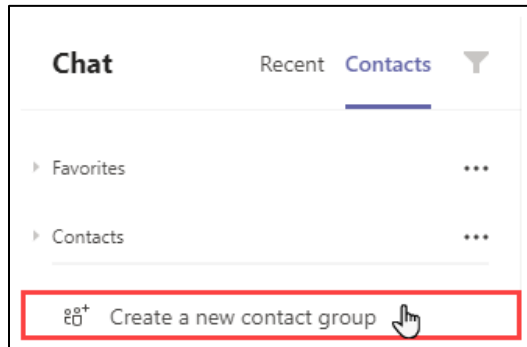 Chat Recent Contacts
Favorites
Contacts
Create a new contact group